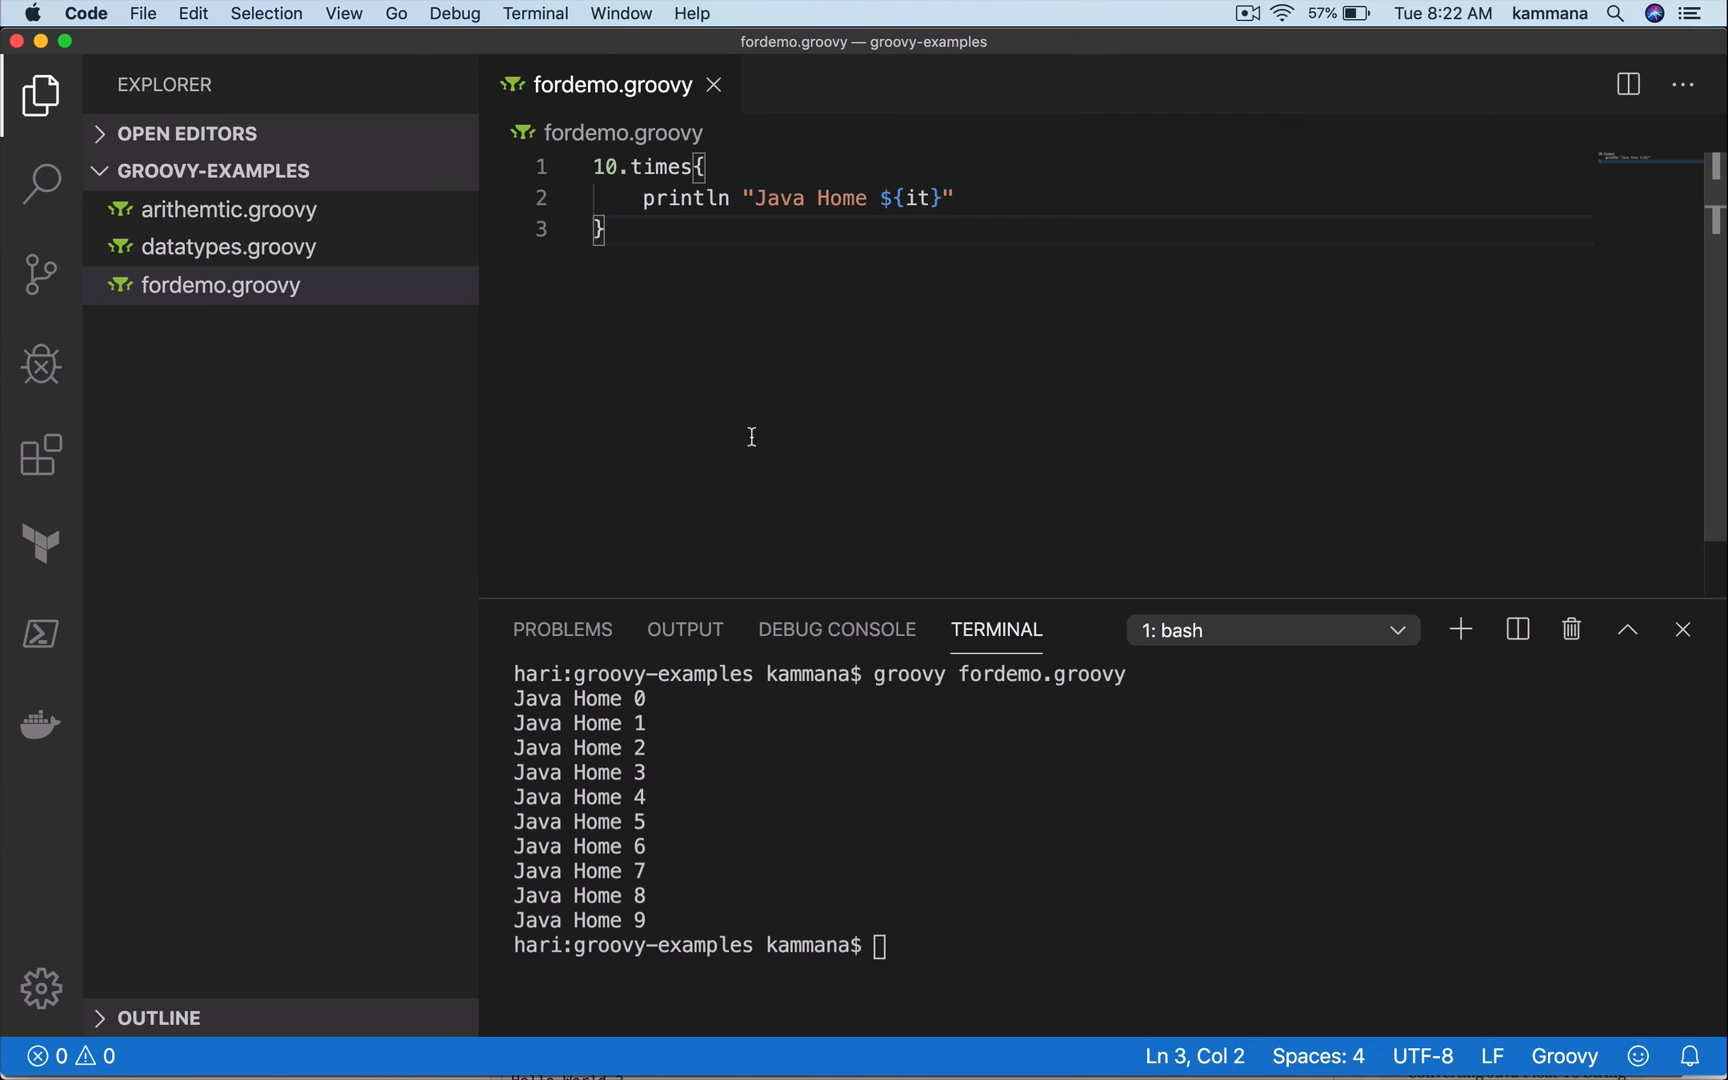 Code File Edit Selection View Go Debug Terminal Window Help 57% Tue 8:22 AM kammana
fordemo.groovy — groovy-examples
EXPLORER
OPEN EDITORS
GROOVY-EXAMPLES
arithemtic.groovy
datatypes.groovy
fordemo.groovy
OUTLINE
fordemo.groovy
fordemo.groovy
1 10.times{
2 println "Java Home ${it}"
3 }
PROBLEMS OUTPUT DEBUG CONSOLE TERMINAL 1: bash
hari:groovy-examples kammana$ groovy fordemo.groovy
Java Home 0
Java Home 1
Java Home 2
Java Home 3
Java Home 4
Java Home 5
Java Home 6
Java Home 7
Java Home 8
Java Home 9
hari:groovy-examples kammana$
0 0 Ln 3, Col 2 Spaces: 4 UTF-8 LF Groovy